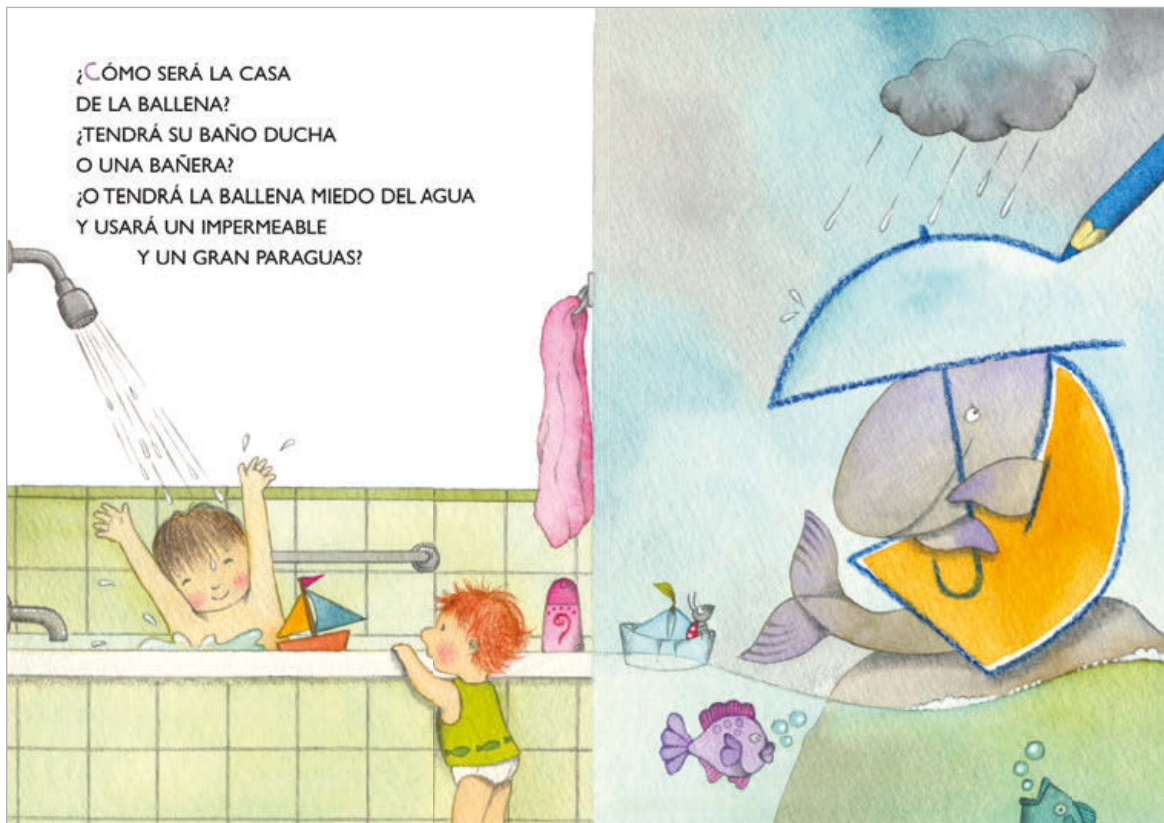 ¿CÓMO SERÁ LA CASA
DE LA BALLENA?
¿TENDRÁ SU BAÑO DUCHA
O UNA BAÑERA?
¿O TENDRÁ LA BALLENA MIEDO DEL AGUA
Y USARÁ UN IMPERMEABLE
Y UN GRAN PARAGUAS?